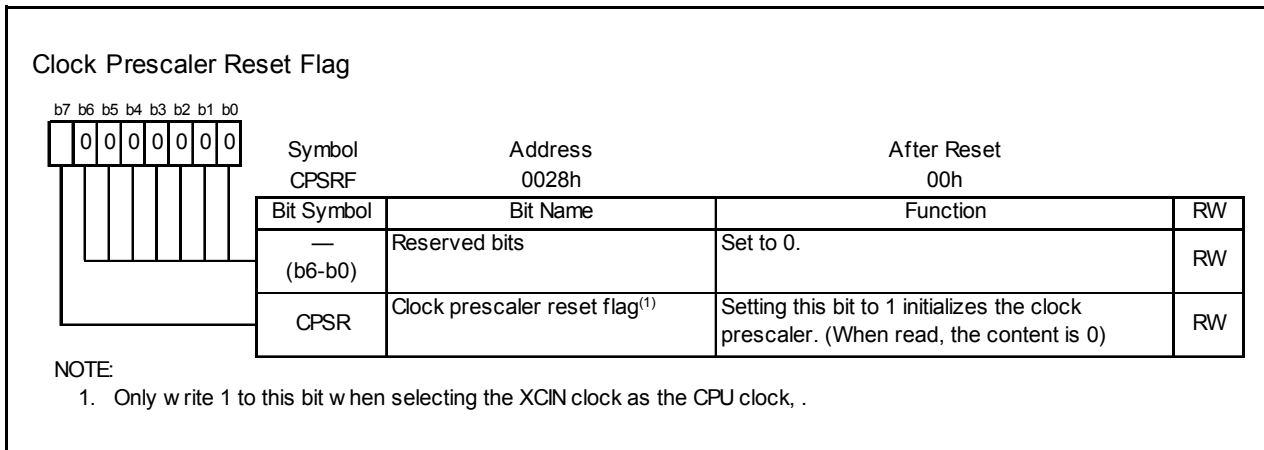 Clock Prescaler Reset Flag
b7 b6 b5 b4 b3 b2 b1 b0
0 0 0 0 0 0 0
Symbol Address After Reset
CPSRF 0028h 00h
Bit Symbol Bit Name Function RW
— Reserved bits Set to 0. RW
(b6-b0)
CPSR Clock prescaler reset flag(1) Setting this bit to 1 initializes the clock RW
prescaler. (When read, the content is 0)
NOTE:
1. Only w rite 1 to this bit w hen selecting the XCIN clock as the CPU clock, .